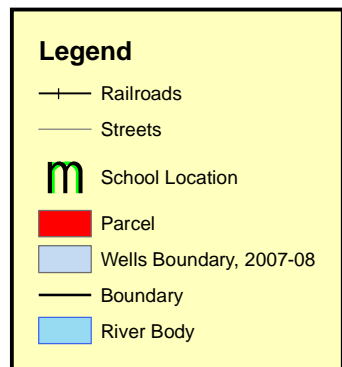 Legend
Railroads
Streets
School Location
Parcel
Wells Boundary, 2007-08
Boundary
River Body